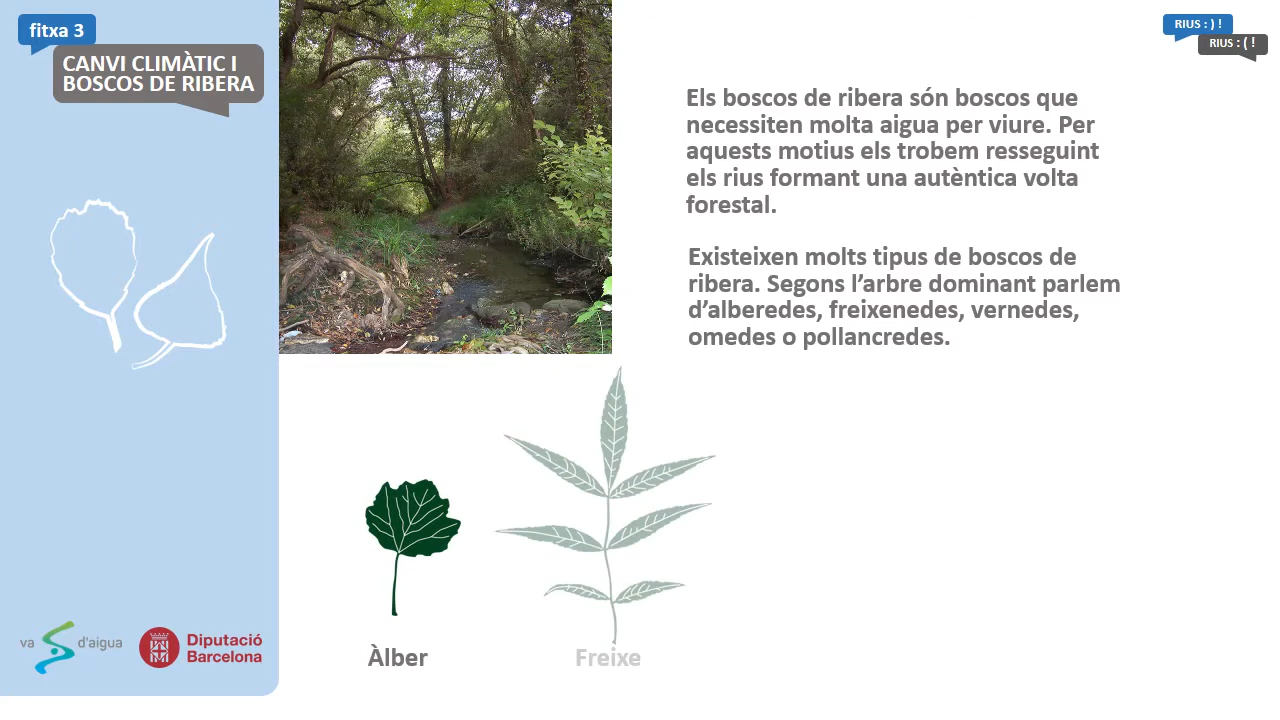 fitxa 3
CANVI CLIMÀTIC I
BOSCOS DE RIBERA
RIUS : ) !
RIUS : ( !
Els boscos de ribera són boscos que
necessiten molta aigua per viure. Per
aquests motius els trobem resseguint
els rius formant una autèntica volta
forestal.
Existeixen molts tipus de boscos de
ribera. Segons l’arbre dominant parlem
d’alberedes, freixenedes, vernedes,
omedes o pollancredes.
Àlber
Freixe
va d'aigua
Diputació
Barcelona